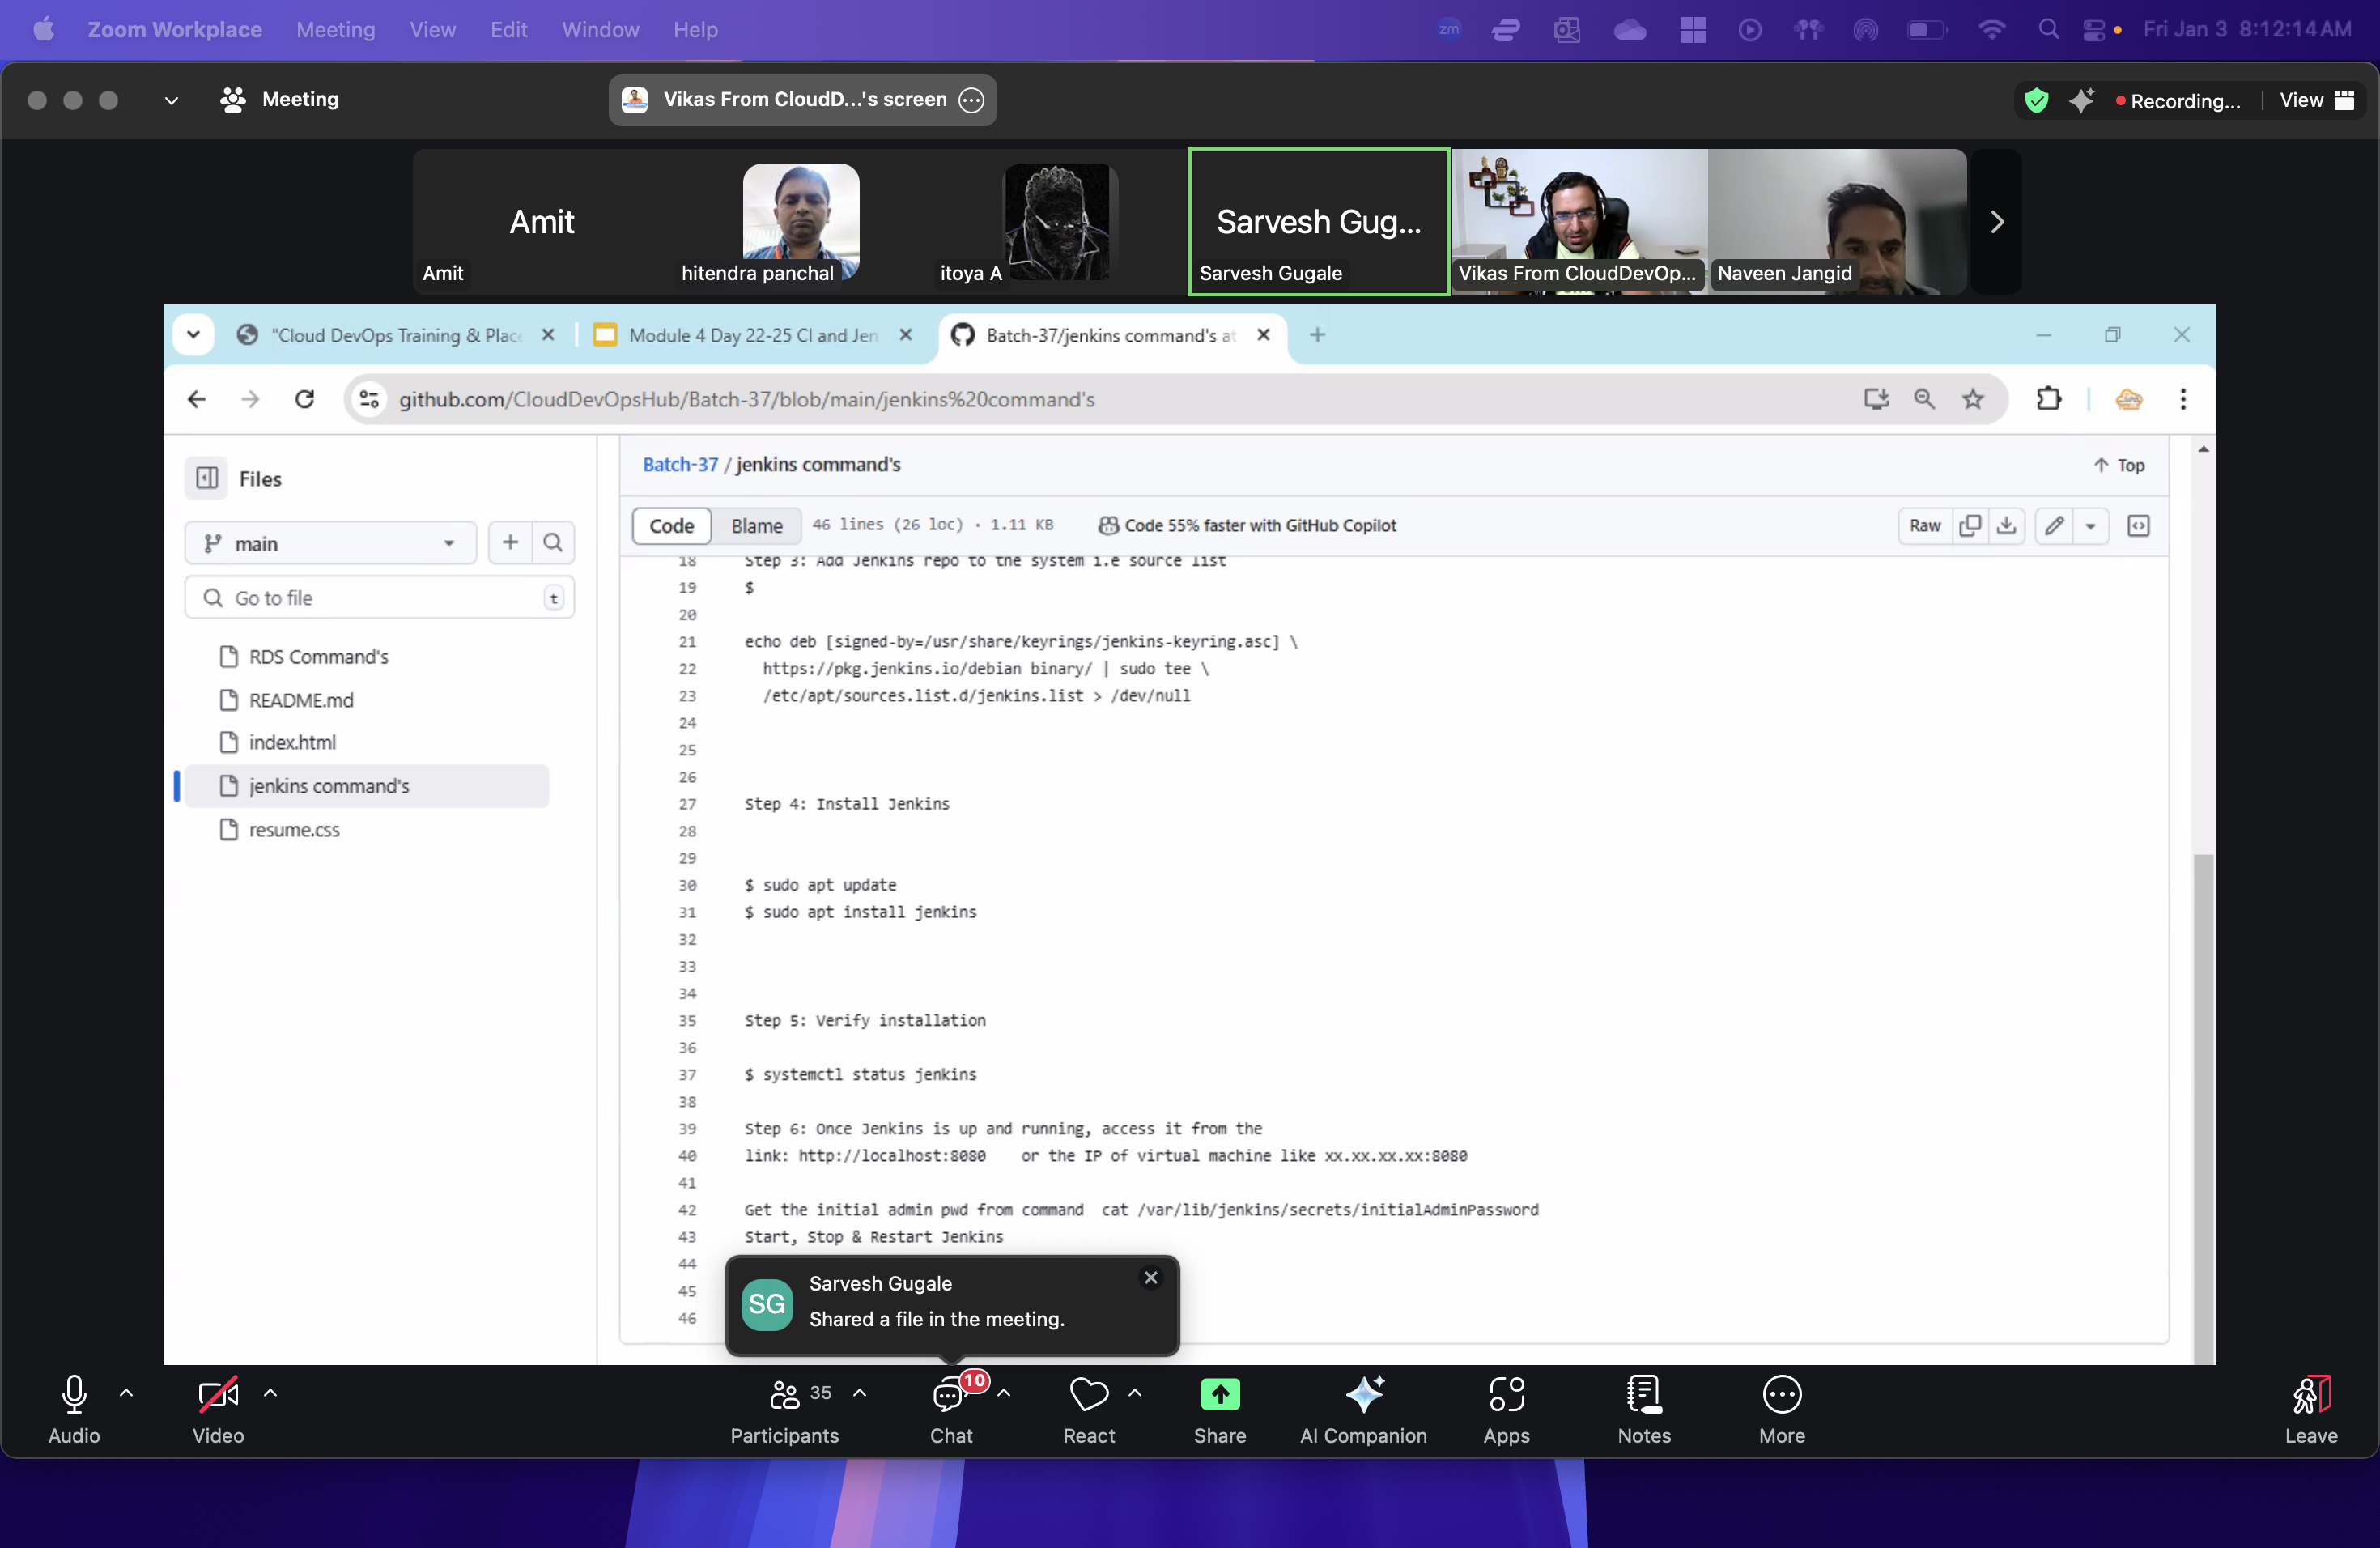 Zoom Workplace Meeting View Edit Window Help zm Fri Jan 3 8:12:14 AM
Meeting Vikas From CloudD...'s screen Recording... View
Amit Sarvesh Gug...
Amit hitendra panchal itoya A Sarvesh Gugale Vikas From CloudDevOp... Naveen Jangid
"Cloud DevOps Training & Plac Module 4 Day 22-25 CI and Jen Batch-37/jenkins command's at
github.com/CloudDevOpsHub/Batch-37/blob/main/jenkins%20command's
Files
main
Go to file t
RDS Command's
README.md
index.html
jenkins command's
resume.css
Batch-37 / jenkins command's Top
Code Blame 46 lines (26 loc) · 1.11 KB Code 55% faster with GitHub Copilot Raw
18 Step 3: Add Jenkins repo to the system i.e source list
19 $
20
21 echo deb [signed-by=/usr/share/keyrings/jenkins-keyring.asc] \
22 https://pkg.jenkins.io/debian binary/ | sudo tee \
23 /etc/apt/sources.list.d/jenkins.list > /dev/null
24
25
26
27 Step 4: Install Jenkins
28
29
30 $ sudo apt update
31 $ sudo apt install jenkins
32
33
34
35 Step 5: Verify installation
36
37 $ systemctl status jenkins
38
39 Step 6: Once Jenkins is up and running, access it from the
40 link: http://localhost:8080 or the IP of virtual machine like xx.xx.xx.xx:8080
41
42 Get the initial admin pwd from command cat /var/lib/jenkins/secrets/initialAdminPassword
43 Start, Stop & Restart Jenkins
44
45
46
SG Sarvesh Gugale
Shared a file in the meeting.
35 10
Audio Video Participants Chat React Share AI Companion Apps Notes More Leave